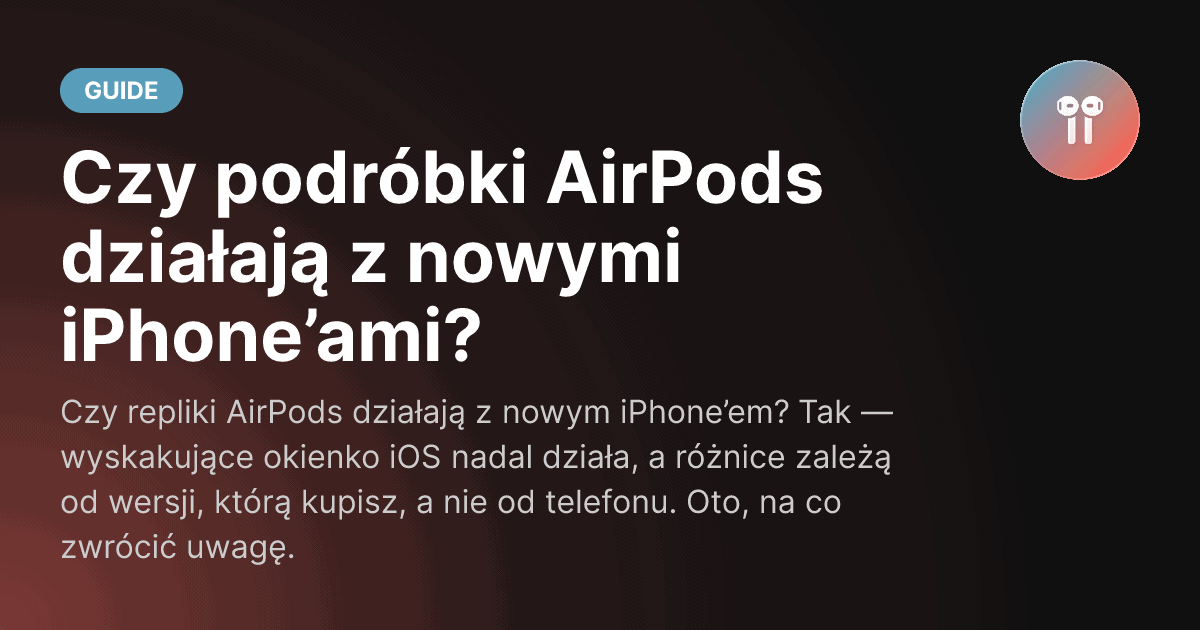 GUIDE
Czy podróbki AirPods
działają z nowymi
iPhone’ami?
Czy repliki AirPods działają z nowym iPhone’em? Tak —
wyskakujące okienko iOS nadal działa, a różnice zależą
od wersji, którą kupisz, a nie od telefonu. Oto, na co
zwrócić uwagę.